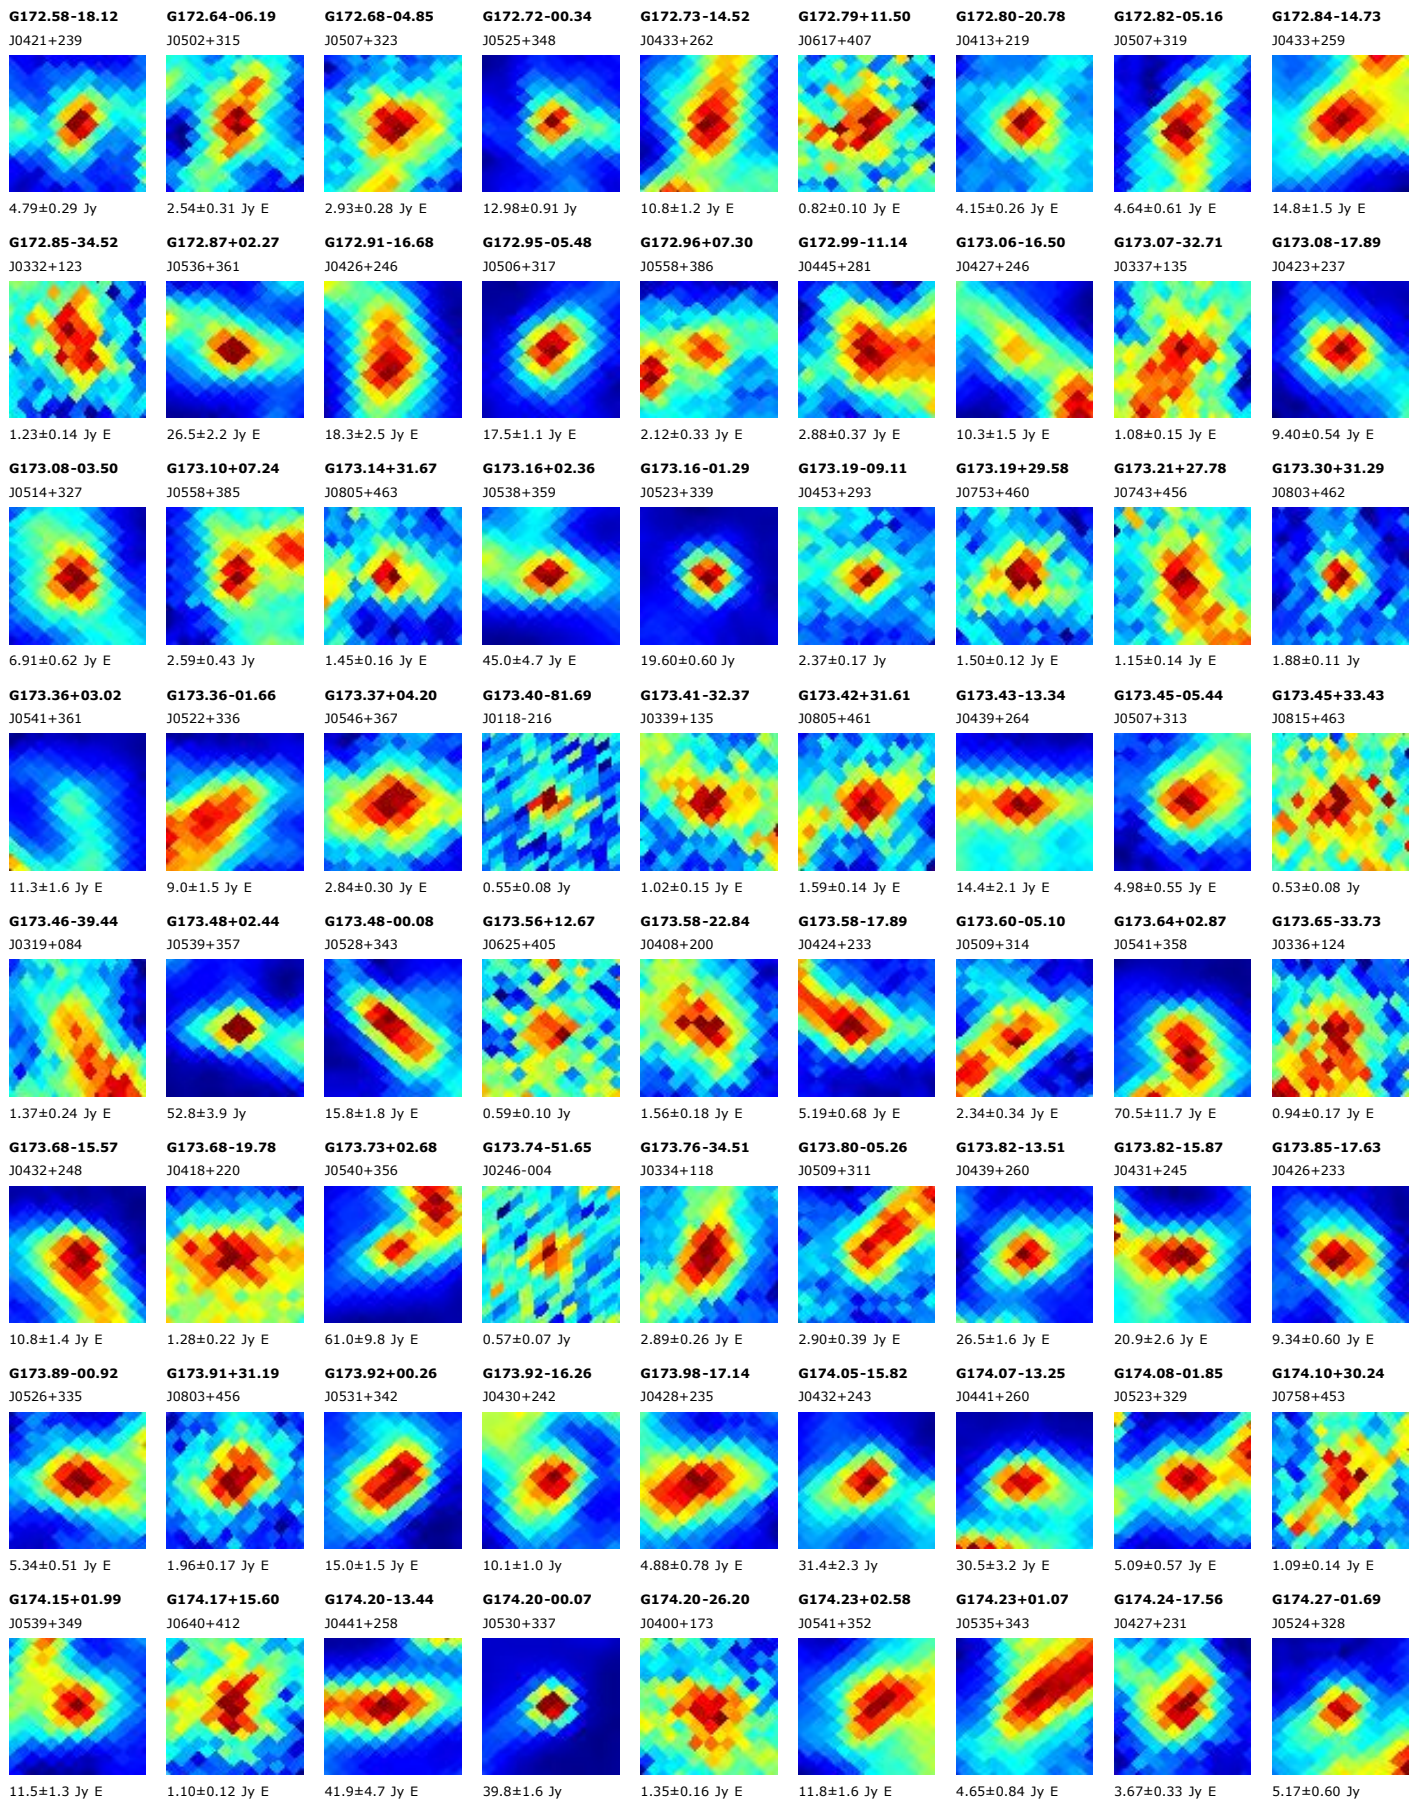 G172.58-18.12 G172.64-06.19 G172.68-04.85 G172.72-00.34 G172.73-14.52 G172.79+11.50 G172.80-20.78 G172.82-05.16 G172.84-14.73
J0421+239 J0502+315 J0507+323 J0525+348 J0433+262 J0617+407 J0413+219 J0507+319 J0433+259
4.79±0.29 Jy 2.54±0.31 Jy E 2.93±0.28 Jy E 12.98±0.91 Jy 10.8±1.2 Jy E 0.82±0.10 Jy E 4.15±0.26 Jy E 4.64±0.61 Jy E 14.8±1.5 Jy E
G172.85-34.52 G172.87+02.27 G172.91-16.68 G172.95-05.48 G172.96+07.30 G172.99-11.14 G173.06-16.50 G173.07-32.71 G173.08-17.89
J0332+123 J0536+361 J0426+246 J0506+317 J0558+386 J0445+281 J0427+246 J0337+135 J0423+237
1.23±0.14 Jy E 26.5±2.2 Jy E 18.3±2.5 Jy E 17.5±1.1 Jy E 2.12±0.33 Jy E 2.88±0.37 Jy E 10.3±1.5 Jy E 1.08±0.15 Jy E 9.40±0.54 Jy E
G173.08-03.50 G173.10+07.24 G173.14+31.67 G173.16+02.36 G173.16-01.29 G173.19-09.11 G173.19+29.58 G173.21+27.78 G173.30+31.29
J0514+327 J0558+385 J0805+463 J0538+359 J0523+339 J0453+293 J0753+460 J0743+456 J0803+462
6.91±0.62 Jy E 2.59±0.43 Jy 1.45±0.16 Jy E 45.0±4.7 Jy E 19.60±0.60 Jy 2.37±0.17 Jy 1.50±0.12 Jy E 1.15±0.14 Jy E 1.88±0.11 Jy
G173.36+03.02 G173.36-01.66 G173.37+04.20 G173.40-81.69 G173.41-32.37 G173.42+31.61 G173.43-13.34 G173.45-05.44 G173.45+33.43
J0541+361 J0522+336 J0546+367 J0118-216 J0339+135 J0805+461 J0439+264 J0507+313 J0815+463
11.3±1.6 Jy E 9.0±1.5 Jy E 2.84±0.30 Jy E 0.55±0.08 Jy 1.02±0.15 Jy E 1.59±0.14 Jy E 14.4±2.1 Jy E 4.98±0.55 Jy E 0.53±0.08 Jy
G173.46-39.44 G173.48+02.44 G173.48-00.08 G173.56+12.67 G173.58-22.84 G173.58-17.89 G173.60-05.10 G173.64+02.87 G173.65-33.73
J0319+084 J0539+357 J0528+343 J0625+405 J0408+200 J0424+233 J0509+314 J0541+358 J0336+124
1.37±0.24 Jy E 52.8±3.9 Jy 15.8±1.8 Jy E 0.59±0.10 Jy 1.56±0.18 Jy E 5.19±0.68 Jy E 2.34±0.34 Jy E 70.5±11.7 Jy E 0.94±0.17 Jy E
G173.68-15.57 G173.68-19.78 G173.73+02.68 G173.74-51.65 G173.76-34.51 G173.80-05.26 G173.82-13.51 G173.82-15.87 G173.85-17.63
J0432+248 J0418+220 J0540+356 J0246-004 J0334+118 J0509+311 J0439+260 J0431+245 J0426+233
10.8±1.4 Jy E 1.28±0.22 Jy E 61.0±9.8 Jy E 0.57±0.07 Jy 2.89±0.26 Jy E 2.90±0.39 Jy E 26.5±1.6 Jy E 20.9±2.6 Jy E 9.34±0.60 Jy E
G173.89-00.92 G173.91+31.19 G173.92+00.26 G173.92-16.26 G173.98-17.14 G174.05-15.82 G174.07-13.25 G174.08-01.85 G174.10+30.24
J0526+335 J0803+456 J0531+342 J0430+242 J0428+235 J0432+243 J0441+260 J0523+329 J0758+453
5.34±0.51 Jy E 1.96±0.17 Jy E 15.0±1.5 Jy E 10.1±1.0 Jy 4.88±0.78 Jy E 31.4±2.3 Jy 30.5±3.2 Jy E 5.09±0.57 Jy E 1.09±0.14 Jy E
G174.15+01.99 G174.17+15.60 G174.20-13.44 G174.20-00.07 G174.20-26.20 G174.23+02.58 G174.23+01.07 G174.24-17.56 G174.27-01.69
J0539+349 J0640+412 J0441+258 J0530+337 J0400+173 J0541+352 J0535+343 J0427+231 J0524+328
11.5±1.3 Jy E 1.10±0.12 Jy E 41.9±4.7 Jy E 39.8±1.6 Jy 1.35±0.16 Jy E 11.8±1.6 Jy E 4.65±0.84 Jy E 3.67±0.33 Jy E 5.17±0.60 Jy